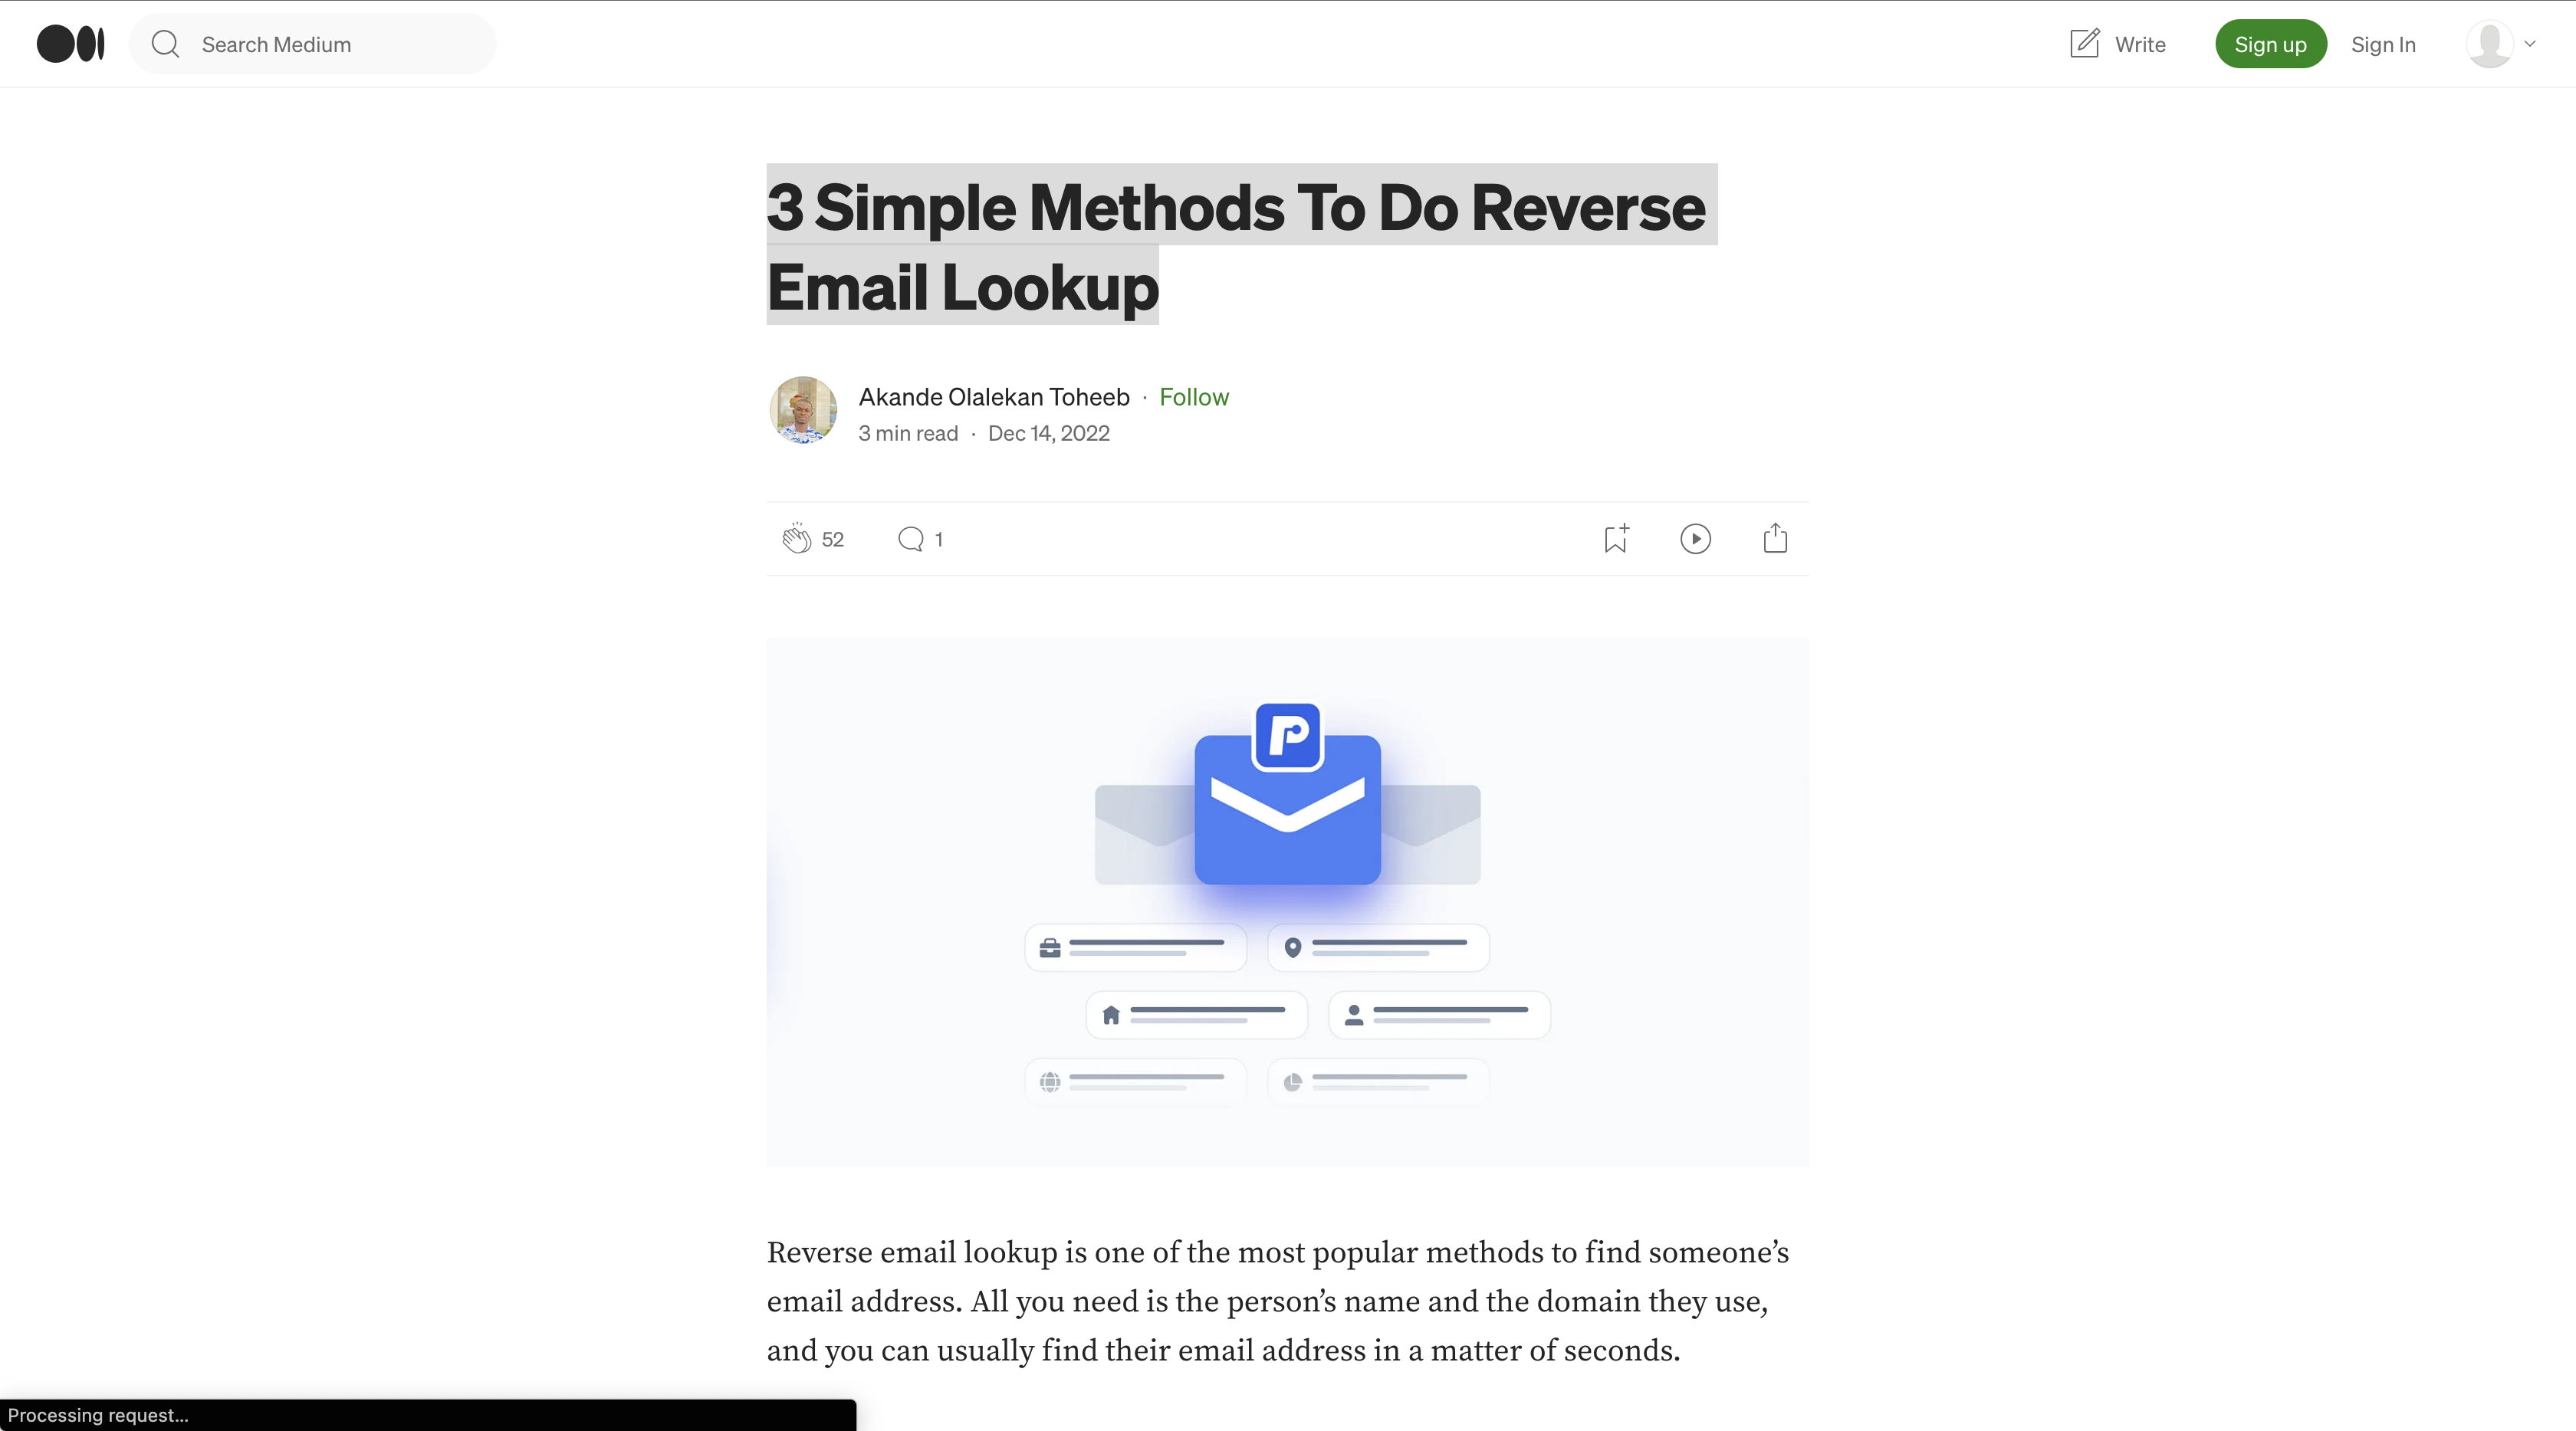 Search Medium
Write
Sign up
Sign In
3 Simple Methods To Do Reverse
Email Lookup
Akande Olalekan Toheeb · Follow
3 min read · Dec 14, 2022
52
1
P
Reverse email lookup is one of the most popular methods to find someone’s
email address. All you need is the person’s name and the domain they use,
and you can usually find their email address in a matter of seconds.
Processing request...